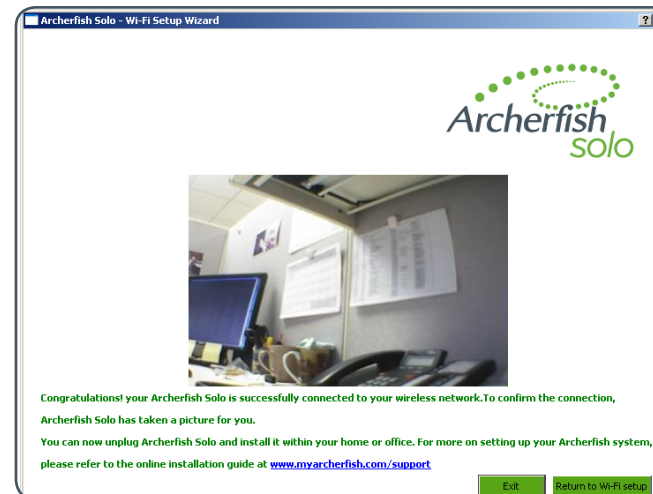 Archerfish Solo - Wi-Fi Setup Wizard
?
Archerfish
solo
Congratulations! your Archerfish Solo is successfully connected to your wireless network.To confirm the connection,
Archerfish Solo has taken a picture for you.
You can now unplug Archerfish Solo and install it within your home or office. For more on setting up your Archerfish system,
please refer to the online installation guide at www.myarcherfish.com/support
Exit
Return to Wi-Fi setup